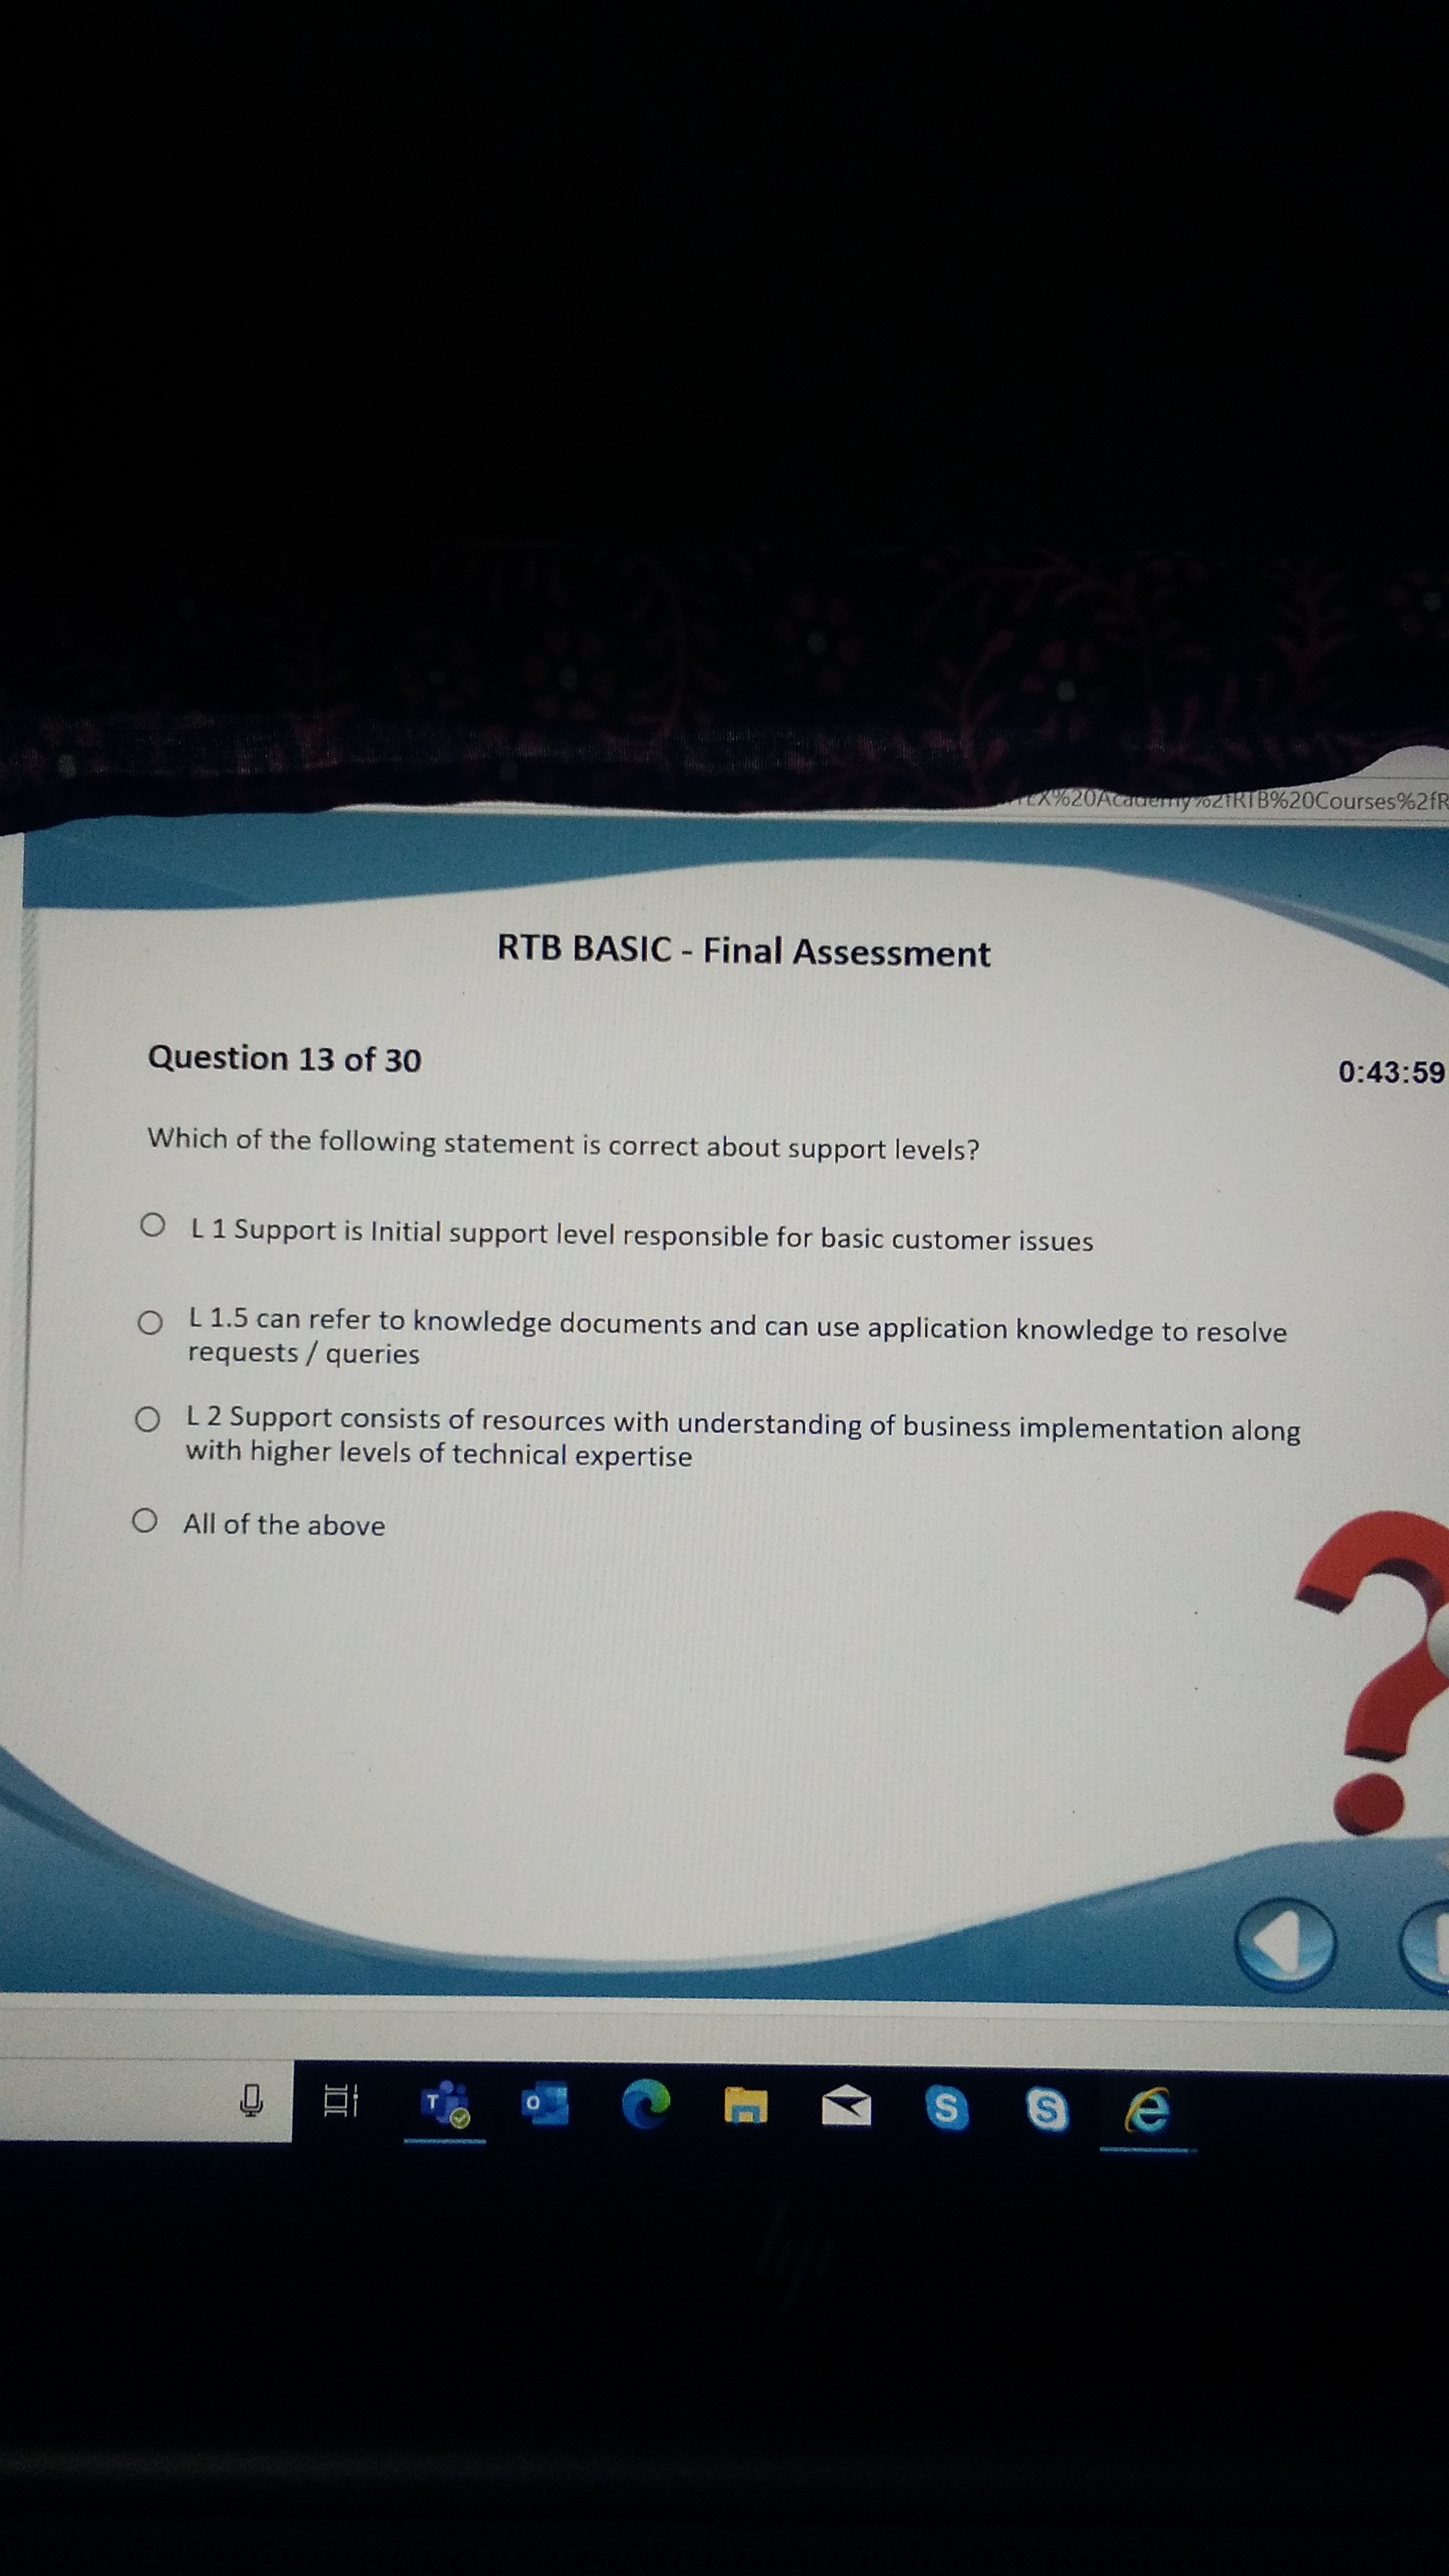 X%20Academy%2fRTB%20Courses%2fR
RTB BASIC - Final Assessment
Question 13 of 30
0:43:59
Which of the following statement is correct about support levels?
L 1 Support is Initial support level responsible for basic customer issues
L 1.5 can refer to knowledge documents and can use application knowledge to resolve
requests / queries
L 2 Support consists of resources with understanding of business implementation along
with higher levels of technical expertise
All of the above
hp